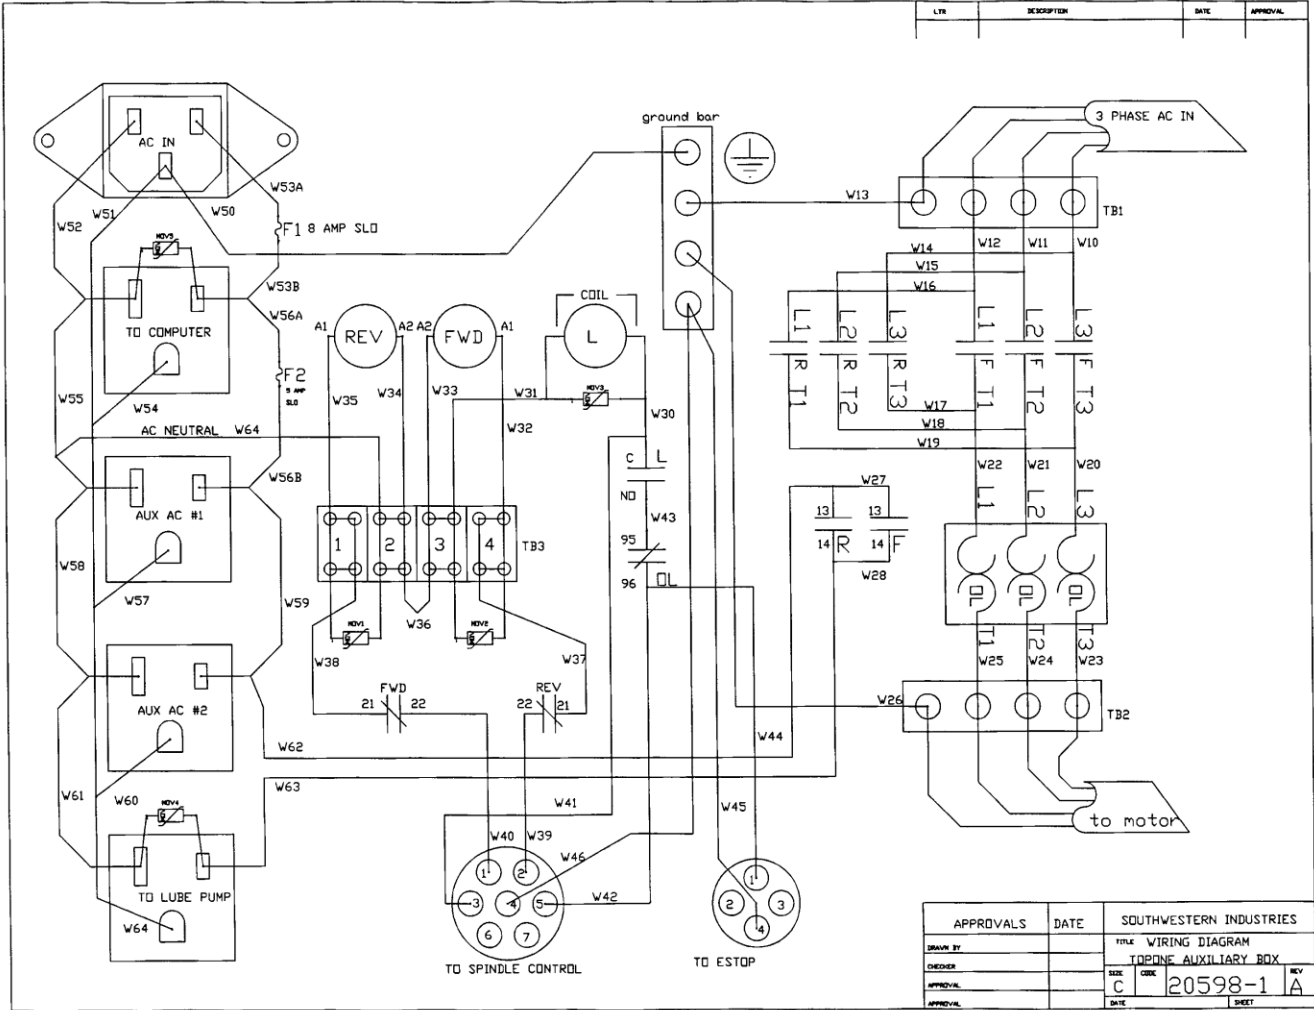 LTR DESCRIPTION DATE APPROVAL
ground bar
3 PHASE AC IN
AC IN
W53A
W52 W51 W50
F1 8 AMP SLO
W13
TB1
W12 W11 W10
W14
W15
W16
MOV5
W53B
W56A
TO COMPUTER
COIL
A1 REV A2 A2 FWD A1
L
L1 L2 L3 L1 L2 L3
R R R F F F
T1 T2 T3 T1 T2 T3
F2
5 AMP
SLO
W55 W54
W35 W34 W33 W31 MOV3 W30
W32
W17
W18
W19
AC NEUTRAL W64
W56B
C L
NO
W43
W22 W21 W20
W27
L1 L2 L3
AUX AC #1
1 2 3 4 TB3
95
96 OL
13 13
14 R 14 F
W28
W58
W57 W59
W36
MOV1 MOV2
W38 W37
OL OL OL
T1 T2 T3
W25 W24 W23
FWD REV
21 22 22 21
W26
TB2
AUX AC #2
W62
W44
W63
W61 W60
MOV4
W41
W45
to motor
W40 W39
W46
1 2
3 4 5
6 7
W42
1
2 3
4
TO LUBE PUMP
W64
TO SPINDLE CONTROL
TO ESTOP
APPROVALS DATE
SOUTHWESTERN INDUSTRIES
DRAWN BY
TITLE WIRING DIAGRAM
TOPONE AUXILIARY BOX
CHECKER
APPROVAL
APPROVAL
SIZE C CODE 20598-1 REV A
DATE SHEET